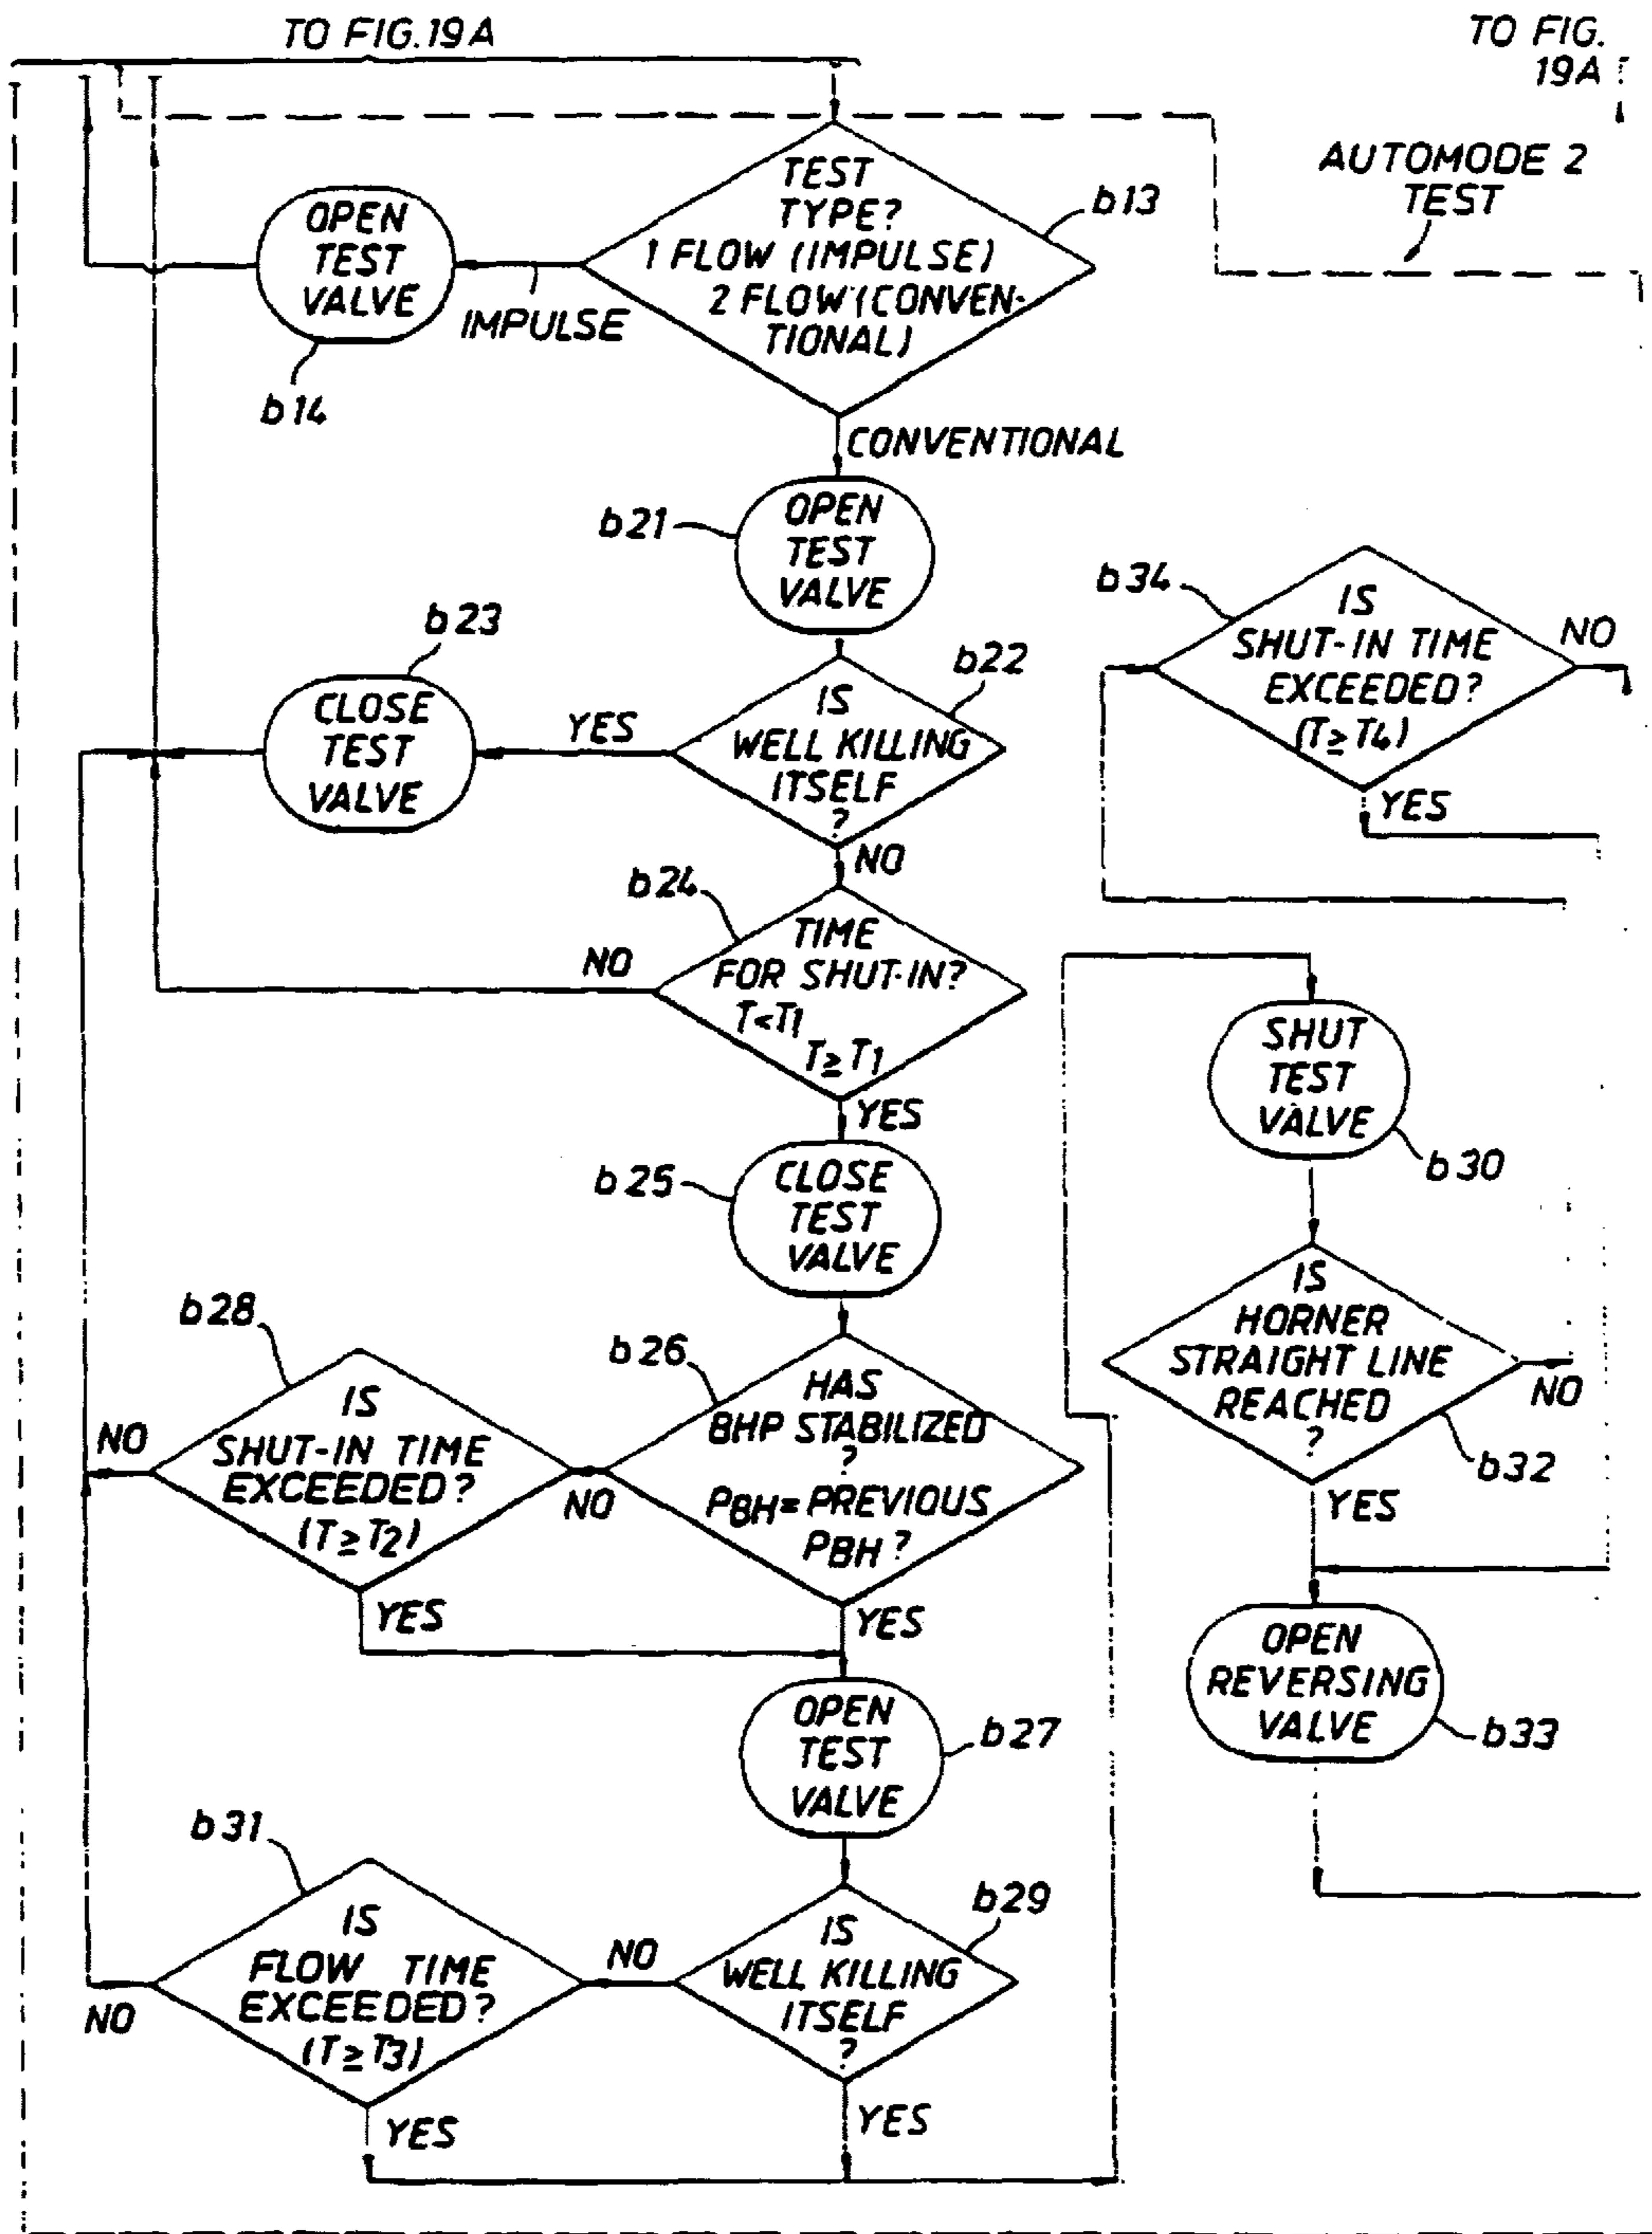 TO FIG.19A
TO FIG.
19A
AUTOMODE 2
TEST
TEST
TYPE?
1 FLOW (IMPULSE)
2 FLOW (CONVEN-
TIONAL)
b13
OPEN
TEST
VALVE
IMPULSE
b14
CONVENTIONAL
b21
OPEN
TEST
VALVE
b23
CLOSE
TEST
VALVE
YES
b22
IS
WELL KILLING
ITSELF
?
NO
b34
IS
SHUT-IN TIME
EXCEEDED?
(T≥T4)
NO
YES
b24
TIME
FOR SHUT-IN?
T<T1
T≥T1
NO
YES
b25
CLOSE
TEST
VALVE
SHUT
TEST
VALVE
b30
b28
IS
SHUT-IN TIME
EXCEEDED?
(T≥T2)
NO
YES
b26
HAS
BHP STABILIZED
?
PBH=PREVIOUS
PBH?
NO
YES
IS
HORNER
STRAIGHT LINE
REACHED
?
NO
b32
YES
OPEN
TEST
VALVE
b27
OPEN
REVERSING
VALVE
b33
b31
IS
FLOW TIME
EXCEEDED?
(T≥T3)
NO
YES
b29
IS
WELL KILLING
ITSELF
?
NO
YES